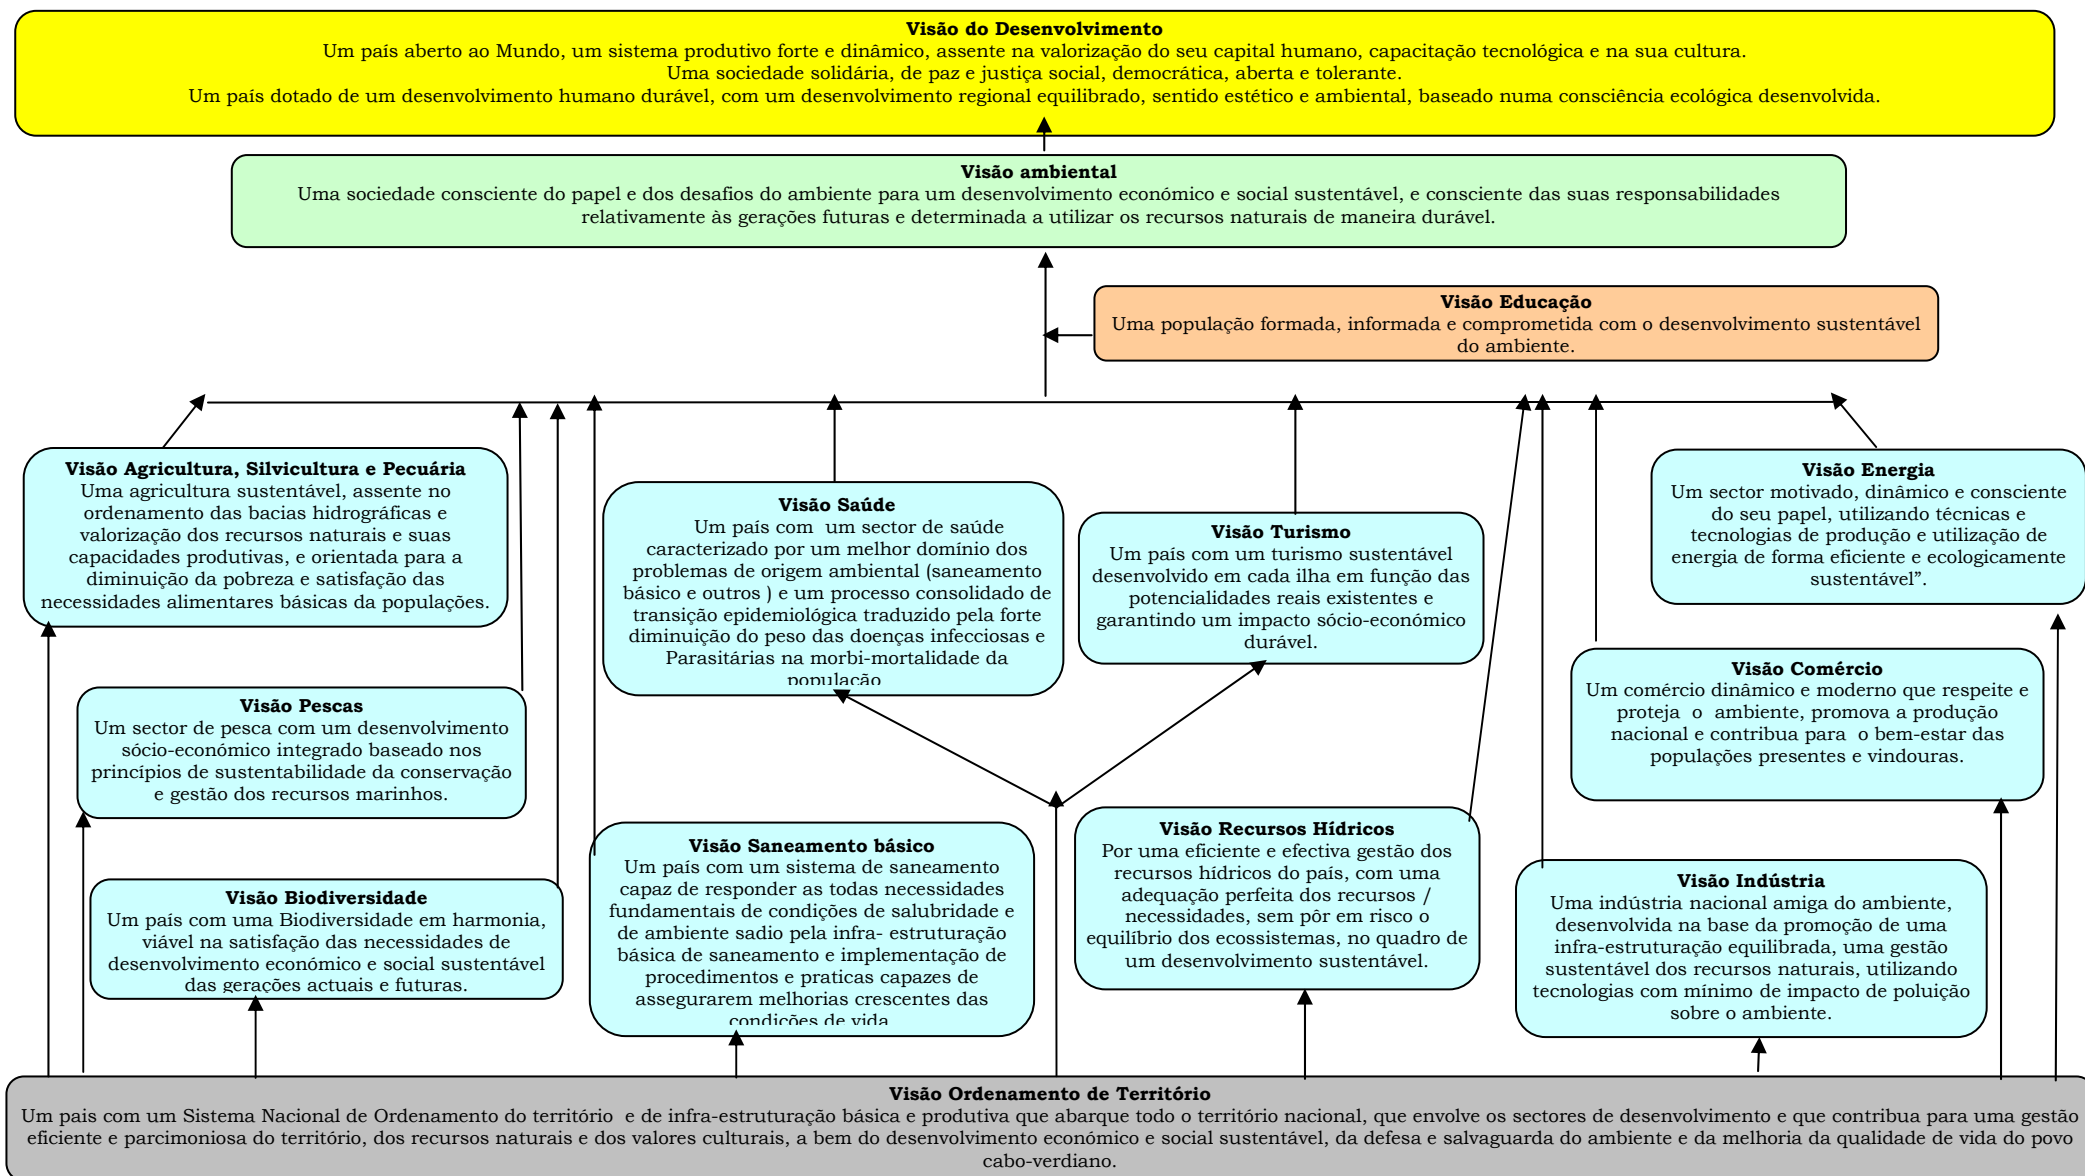 Visão do Desenvolvimento
Um país aberto ao Mundo, um sistema produtivo forte e dinâmico, assente na valorização do seu capital humano, capacitação tecnológica e na sua cultura.
Uma sociedade solidária, de paz e justiça social, democrática, aberta e tolerante.
Um país dotado de um desenvolvimento humano durável, com um desenvolvimento regional equilibrado, sentido estético e ambiental, baseado numa consciência ecológica desenvolvida.
Visão ambiental
Uma sociedade consciente do papel e dos desafios do ambiente para um desenvolvimento económico e social sustentável, e consciente das suas responsabilidades
relativamente às gerações futuras e determinada a utilizar os recursos naturais de maneira durável.
Visão Educação
Uma população formada, informada e comprometida com o desenvolvimento sustentável
do ambiente.
Visão Agricultura, Silvicultura e Pecuária
Uma agricultura sustentável, assente no
ordenamento das bacias hidrográficas e
valorização dos recursos naturais e suas
capacidades produtivas, e orientada para a
diminuição da pobreza e satisfação das
necessidades alimentares básicas da populações.
Visão Saúde
Um país com  um sector de saúde
caracterizado por um melhor domínio dos
problemas de origem ambiental (saneamento
básico e outros ) e um processo consolidado de
transição epidemiológica traduzido pela forte
diminuição do peso das doenças infecciosas e
Parasitárias na morbi-mortalidade da
população
Visão Turismo
Um país com um turismo sustentável
desenvolvido em cada ilha em função das
potencialidades reais existentes e
garantindo um impacto sócio-económico
durável.
Visão Energia
Um sector motivado, dinâmico e consciente
do seu papel, utilizando técnicas e
tecnologias de produção e utilização de
energia de forma eficiente e ecologicamente
sustentável”.
Visão Pescas
Um sector de pesca com um desenvolvimento
sócio-económico integrado baseado nos
princípios de sustentabilidade da conservação
e gestão dos recursos marinhos.
Visão Comércio
Um comércio dinâmico e moderno que respeite e
proteja  o  ambiente, promova a produção
nacional e contribua para  o bem-estar das
populações presentes e vindouras.
Visão Biodiversidade
Um país com uma Biodiversidade em harmonia,
viável na satisfação das necessidades de
desenvolvimento económico e social sustentável
das gerações actuais e futuras.
Visão Saneamento básico
Um país com um sistema de saneamento
capaz de responder as todas necessidades
fundamentais de condições de salubridade e
de ambiente sadio pela infra- estruturação
básica de saneamento e implementação de
procedimentos e praticas capazes de
assegurarem melhorias crescentes das
condições de vida
Visão Recursos Hídricos
Por uma eficiente e efectiva gestão dos
recursos hídricos do país, com uma
adequação perfeita dos recursos /
necessidades, sem pôr em risco o
equilíbrio dos ecossistemas, no quadro de
um desenvolvimento sustentável.
Visão Indústria
Uma indústria nacional amiga do ambiente,
desenvolvida na base da promoção de uma
infra-estruturação equilibrada, uma gestão
sustentável dos recursos naturais, utilizando
tecnologias com mínimo de impacto de poluição
sobre o ambiente.
Visão Ordenamento de Território
Um pais com um Sistema Nacional de Ordenamento do território  e de infra-estruturação básica e produtiva que abarque todo o território nacional, que envolve os sectores de desenvolvimento e que contribua para uma gestão
eficiente e parcimoniosa do território, dos recursos naturais e dos valores culturais, a bem do desenvolvimento económico e social sustentável, da defesa e salvaguarda do ambiente e da melhoria da qualidade de vida do povo
cabo-verdiano.